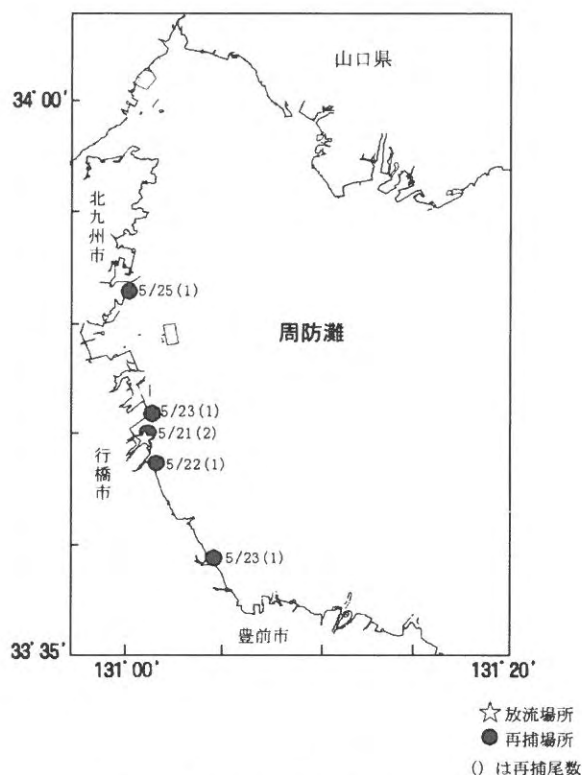 山口県
34°00'
北九州市
5/25(1)
周防灘
5/23(1)
5/21(2)
行橋市
5/22(1)
5/23(1)
豊前市
33°35'
131°00'
131°20'
☆ 放流場所
● 再捕場所
() は再捕尾数